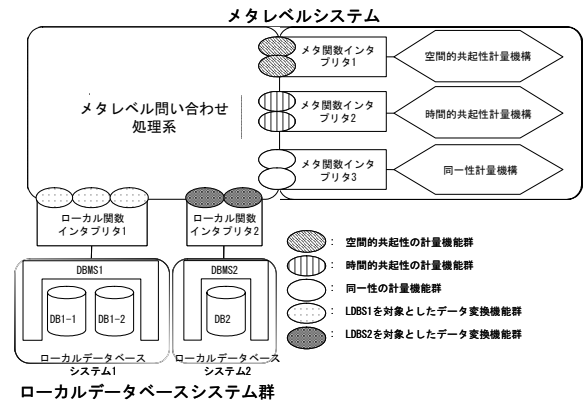 メタレベルシステム
メタ関数インタ
プリタ1
空間的共起性計量機構
メタレベル問い合わせ
処理系
メタ関数インタ
プリタ2
時間的共起性計量機構
メタ関数インタ
プリタ3
同一性計量機構
ローカル関数
インタプリタ1
ローカル関数
インタプリタ2
: 空間的共起性の計量機能群
: 時間的共起性の計量機能群
: 同一性の計量機能群
: LDBS1を対象としたデータ変換機能群
: LDBS2を対象としたデータ変換機能群
DBMS1
DB1-1
DB1-2
DBMS2
DB2
ローカルデータベース
システム1
ローカルデータベース
システム2
ローカルデータベースシステム群